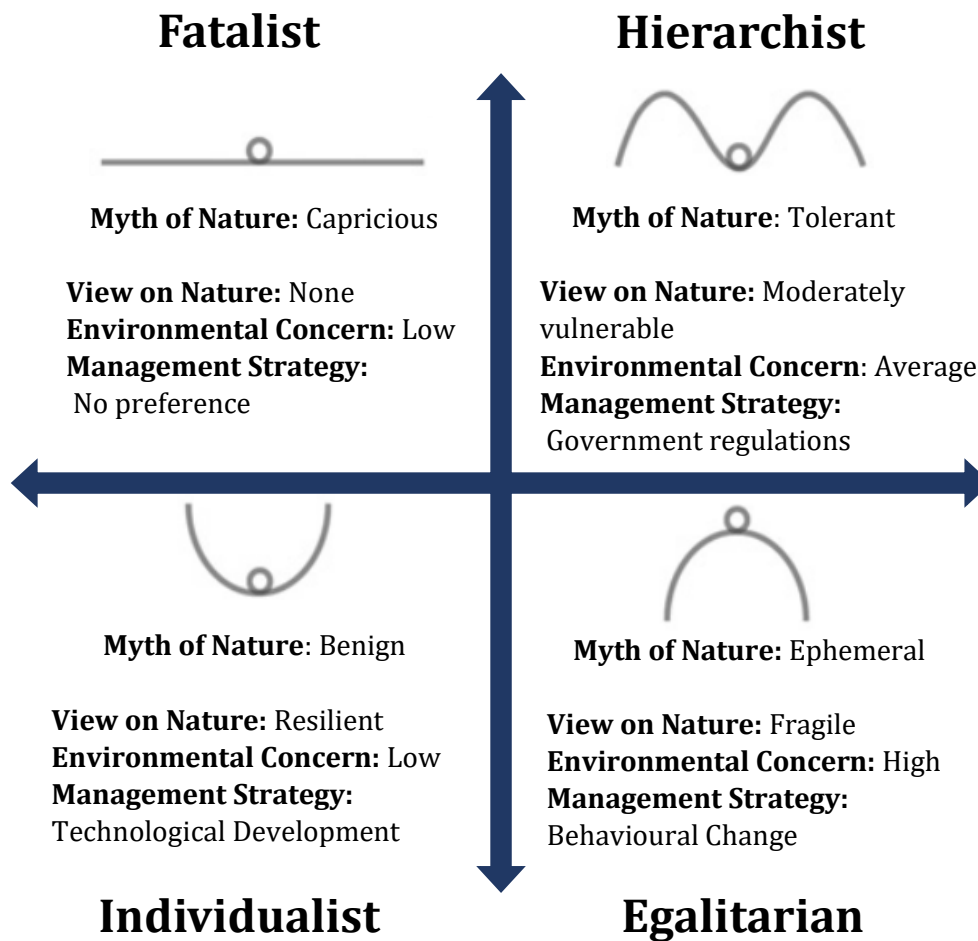 Fatalist
Myth of Nature: Capricious
View on Nature: None
Environmental Concern: Low
Management Strategy:
No preference
Hierarchist
Myth of Nature: Tolerant
View on Nature: Moderately
vulnerable
Environmental Concern: Average
Management Strategy:
Government regulations
Myth of Nature: Benign
View on Nature: Resilient
Environmental Concern: Low
Management Strategy:
Technological Development
Individualist
Myth of Nature: Ephemeral
View on Nature: Fragile
Environmental Concern: High
Management Strategy:
Behavioural Change
Egalitarian